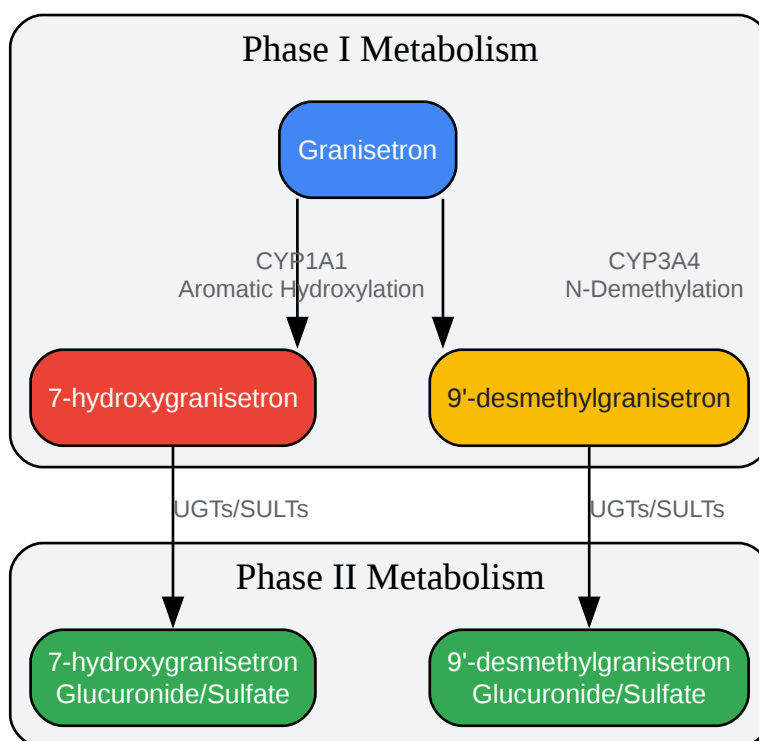 Phase I Metabolism
Granisetron
CYP1A1
Aromatic Hydroxylation
CYP3A4
N-Demethylation
7-hydroxygranisetron
9'-desmethylgranisetron
UGTs/SULTs
UGTs/SULTs
Phase II Metabolism
7-hydroxygranisetron
Glucuronide/Sulfate
9'-desmethylgranisetron
Glucuronide/Sulfate